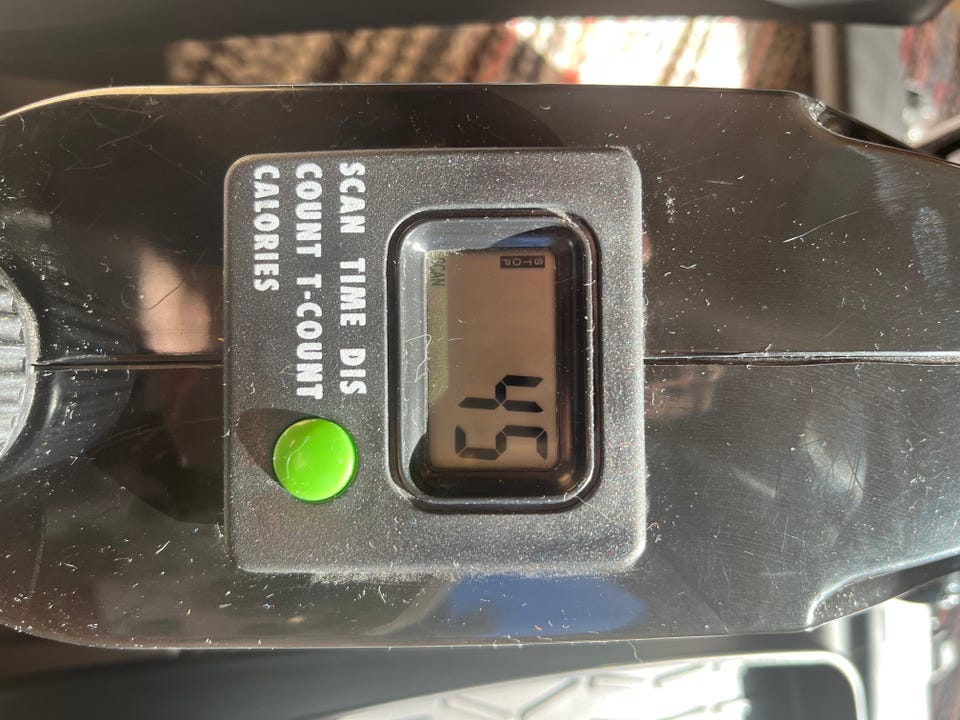 STOP
45
SCAN
SCAN TIME DIS
COUNT T-COUNT
CALORIES